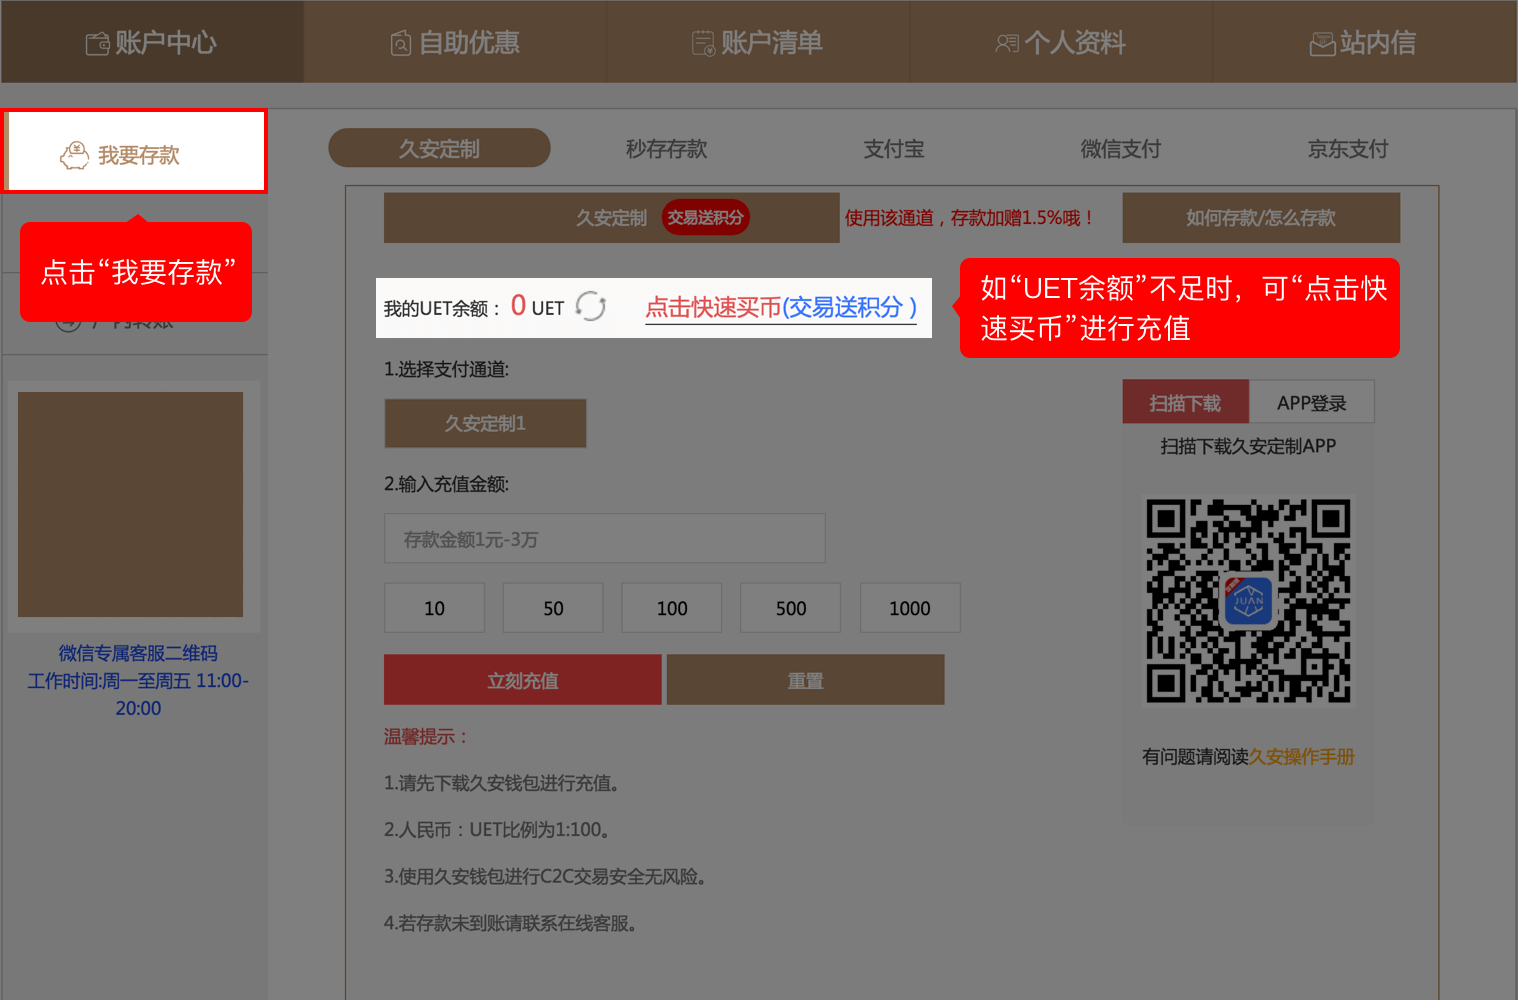 账户中心
自助优惠
账户清单
个人资料
站内信
我要存款
点击“我要存款”
户内转账
微信专属客服二维码
工作时间:周一至周五 11:00-
20:00
久安定制
秒存存款
支付宝
微信支付
京东支付
久安定制
交易送积分
使用该通道，存款加赠1.5%哦！
如何存款/怎么存款
我的UET余额： 0 UET
点击快速买币(交易送积分 )
如“UET余额”不足时，可“点击快
速买币”进行充值
1.选择支付通道:
久安定制1
2.输入充值金额:
存款金额1元-3万
10
50
100
500
1000
立刻充值
重置
温馨提示：
1.请先下载久安钱包进行充值。
2.人民币：UET比例为1:100。
3.使用久安钱包进行C2C交易安全无风险。
4.若存款未到账请联系在线客服。
扫描下载
APP登录
扫描下载久安定制APP
JUAN
有问题请阅读久安操作手册